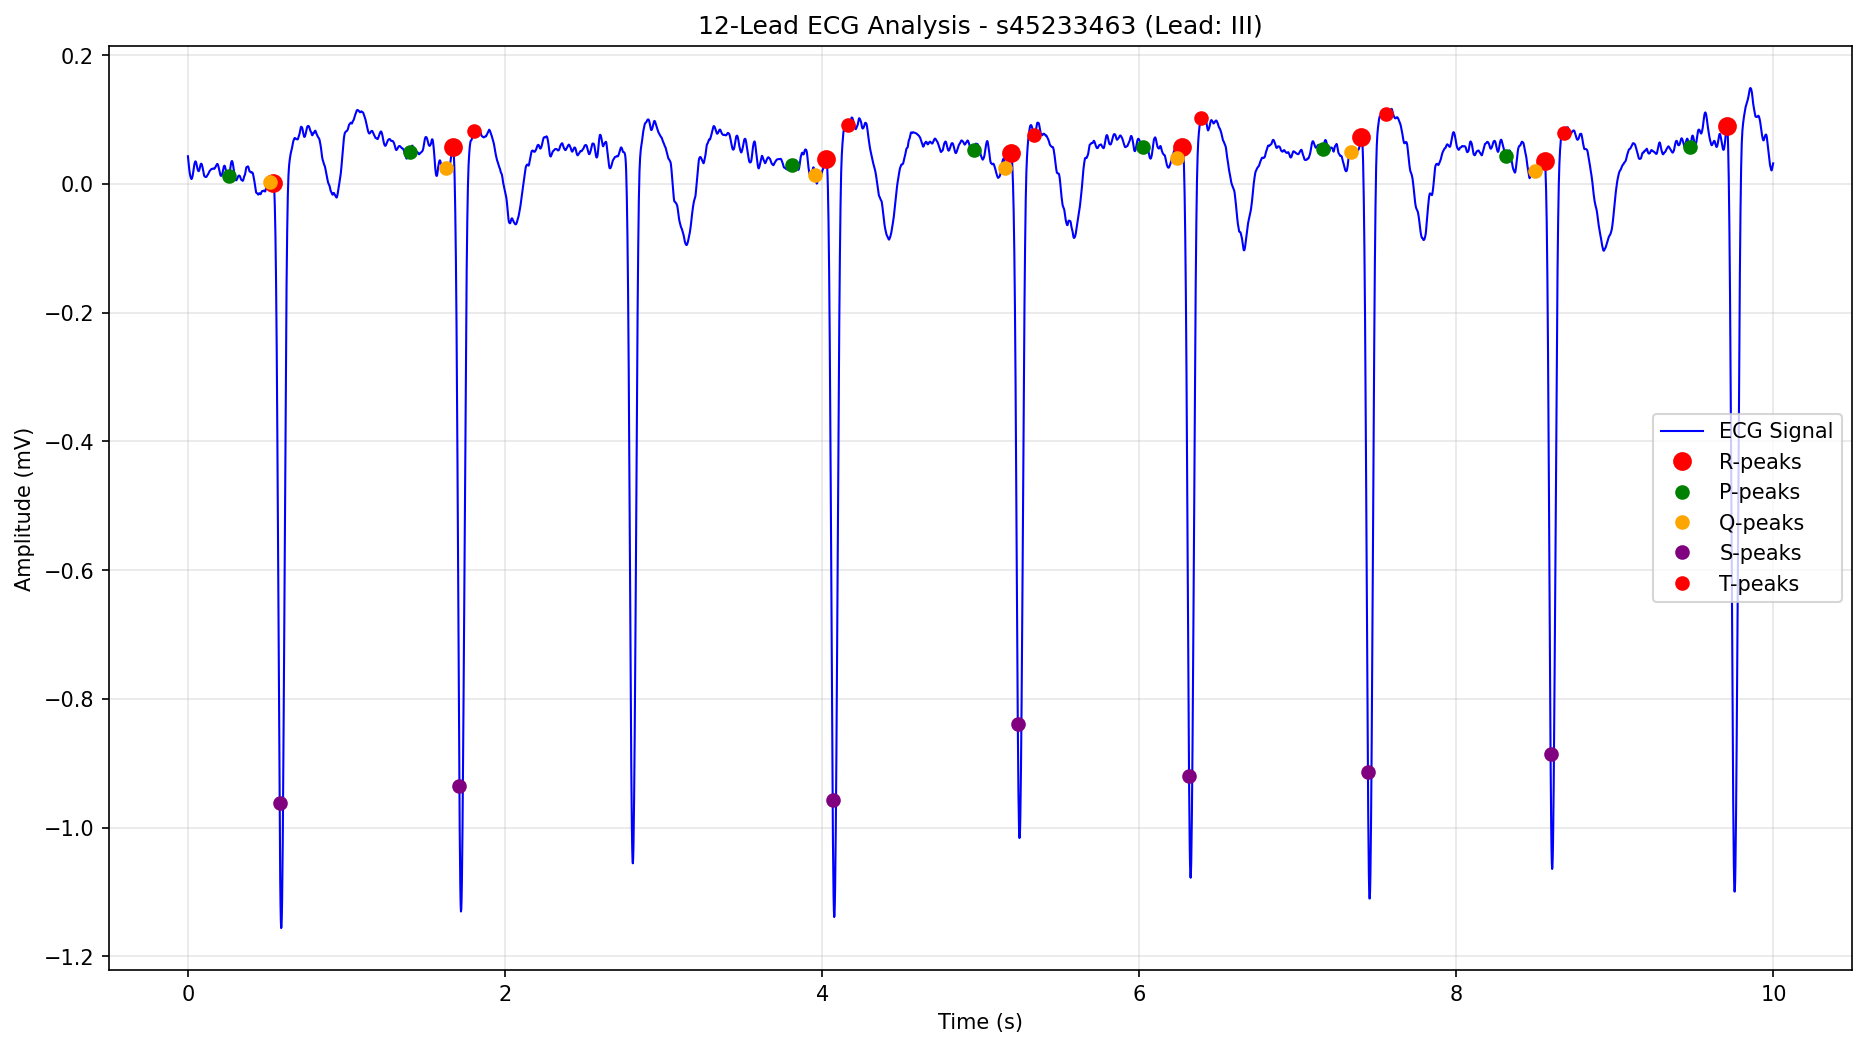 12-Lead ECG Analysis - s45233463 (Lead: III)
Amplitude (mV)
0.2
0.0
−0.2
−0.4
−0.6
−0.8
−1.0
−1.2
ECG Signal
R-peaks
P-peaks
Q-peaks
S-peaks
T-peaks
0 2 4 6 8 10
Time (s)